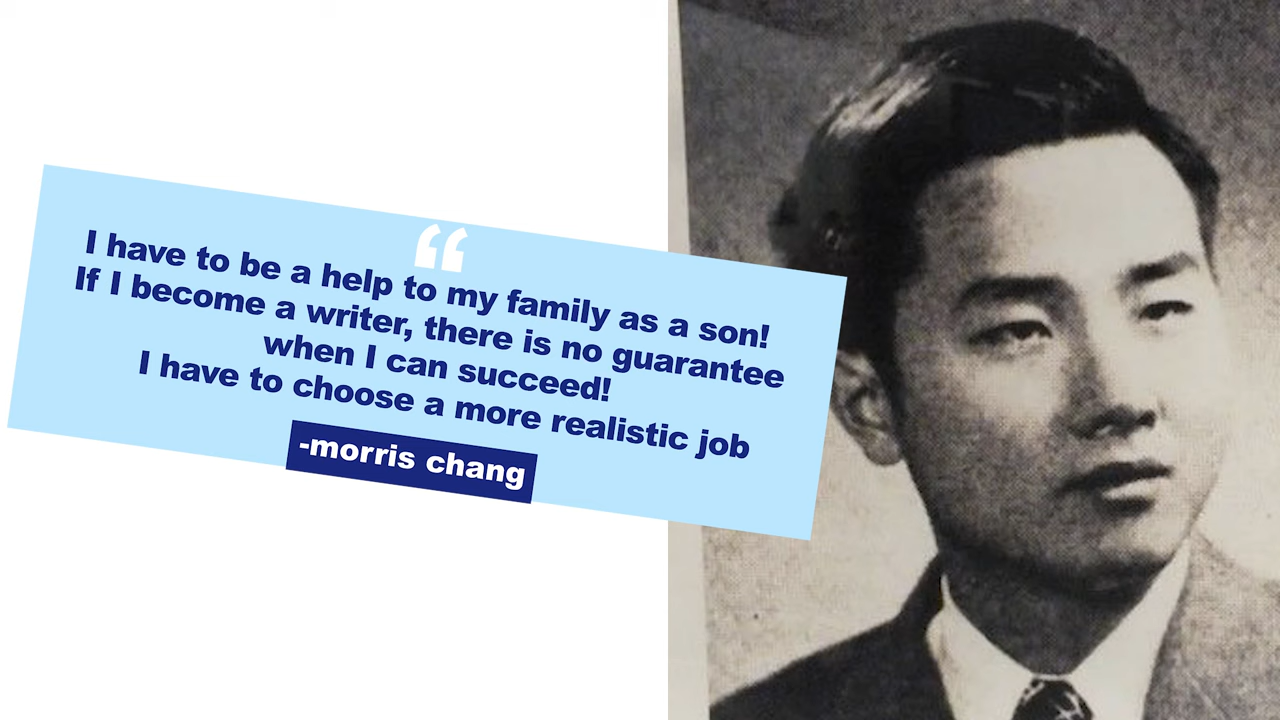 “
I have to be a help to my family as a son!
If I become a writer, there is no guarantee
when I can succeed!
I have to choose a more realistic job
-morris chang